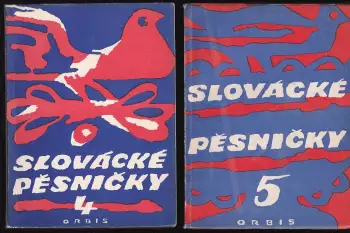 SLOVÁCKÉ
PĚSNIČKY
4
ORBIS
SLOVÁCKÉ
PĚSNIČKY
5
ORBIS